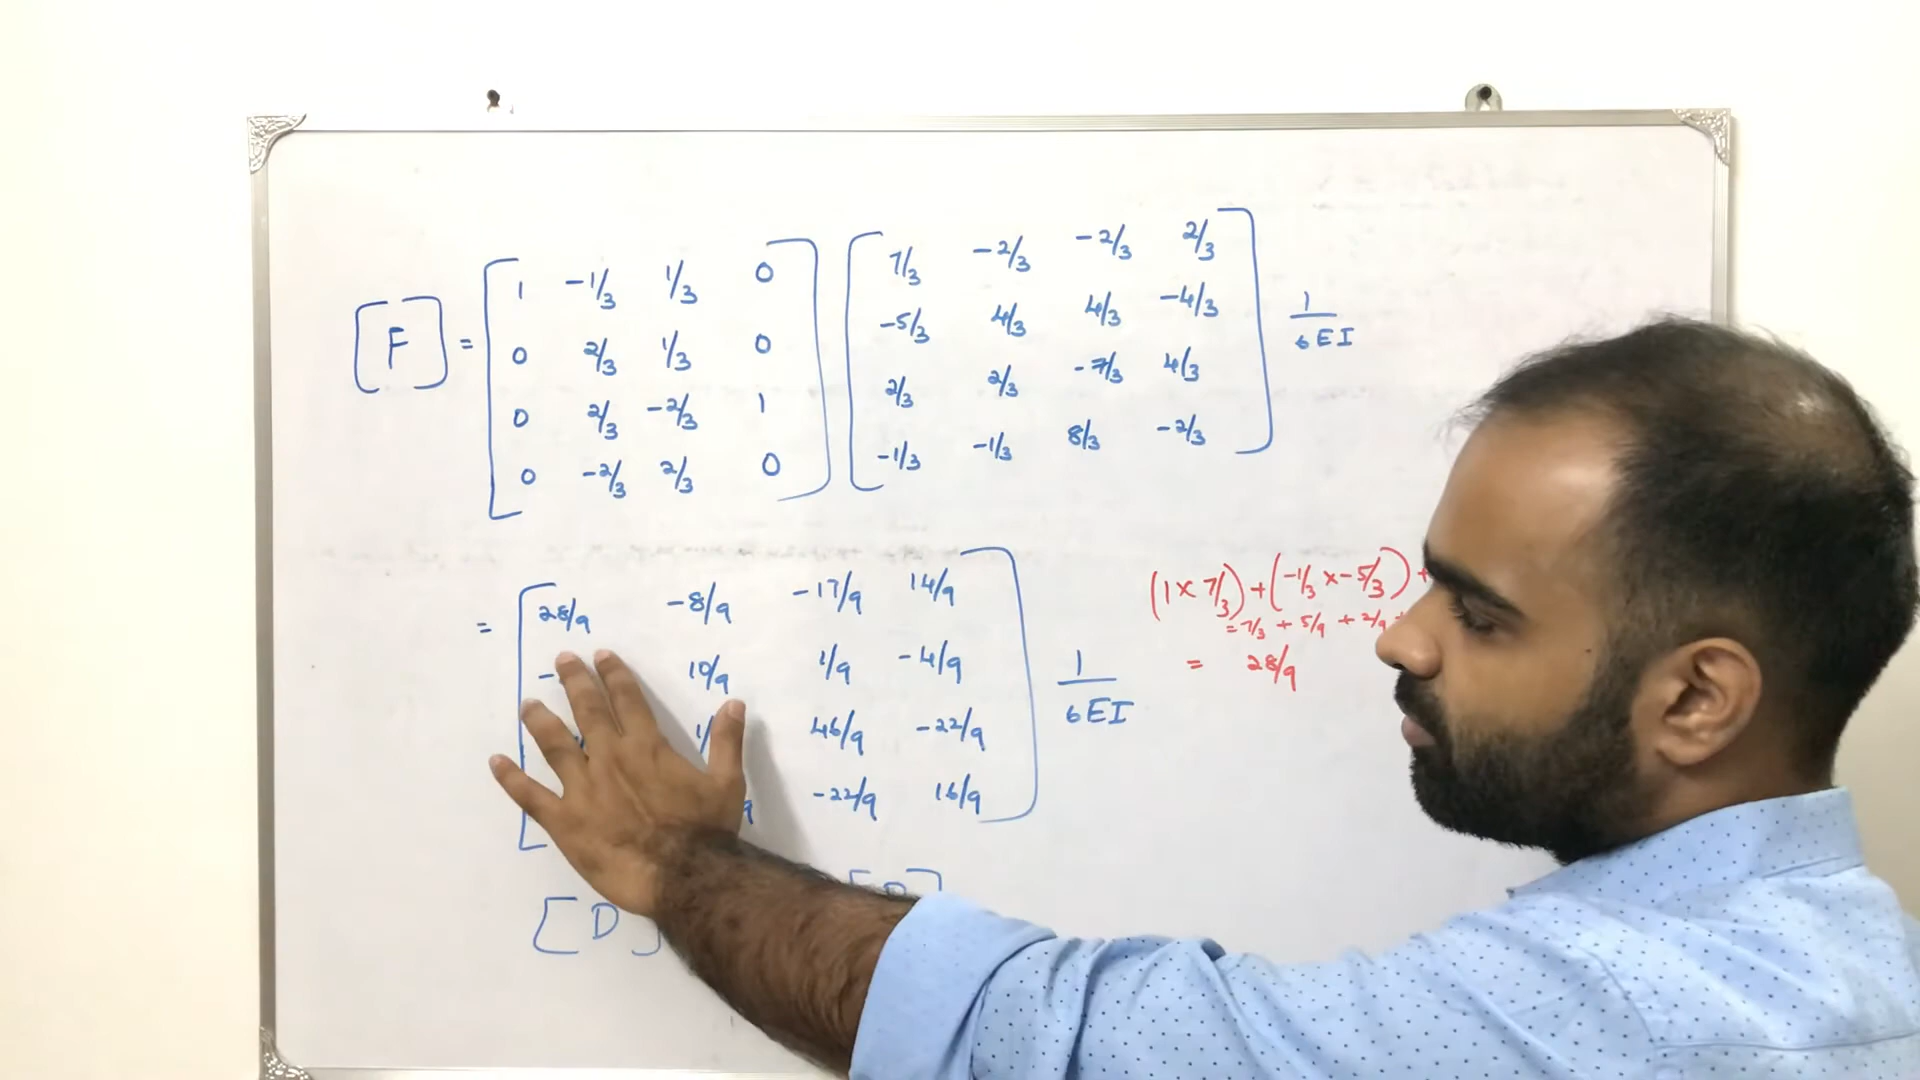 [F] = [ 1 -1/3 1/3 0 ] [ 7/3 -2/3 -2/3 2/3 ] 1/6EI
0 2/3 1/3 0 -5/3 4/3 4/3 -4/3
0 2/3 -2/3 1 2/3 2/3 -7/3 4/3
0 -2/3 2/3 0 -1/3 -1/3 8/3 -2/3
= [ 28/9 -8/9 -17/9 14/9 ] 1/6EI
- 10/9 1/9 -4/9
1/ 46/9 -22/9
9 -22/9 16/9
(1 × 7/3) + (-1/3 × -5/3) +
= 7/3 + 5/9 + 2/9 +
= 28/9
[D]